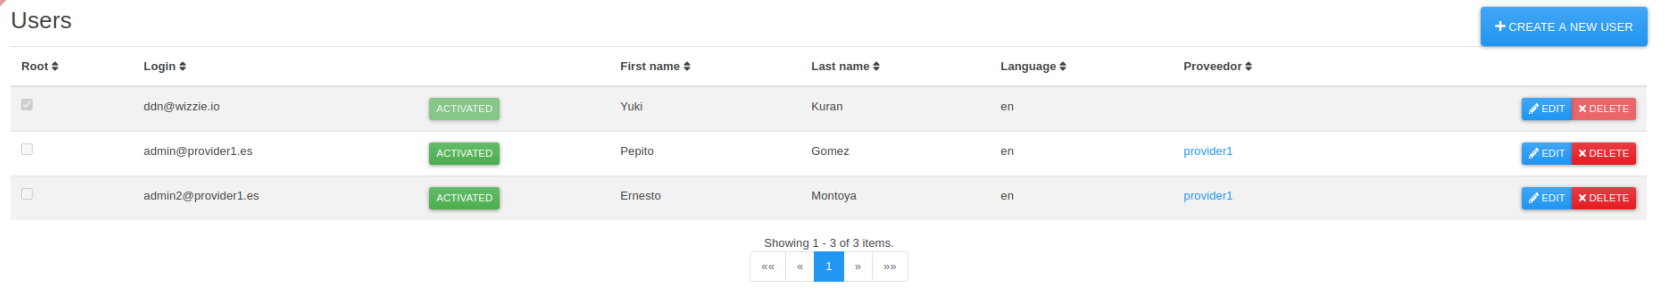 Users
CREATE A NEW USER
Root Login First name Last name Language Proveedor
ddn@wizzie.io ACTIVATED Yuki Kuran en EDIT DELETE
admin@provider1.es ACTIVATED Pepito Gomez en provider1 EDIT DELETE
admin2@provider1.es ACTIVATED Ernesto Montoya en provider1 EDIT DELETE
Showing 1 - 3 of 3 items.
«« « 1 » »»